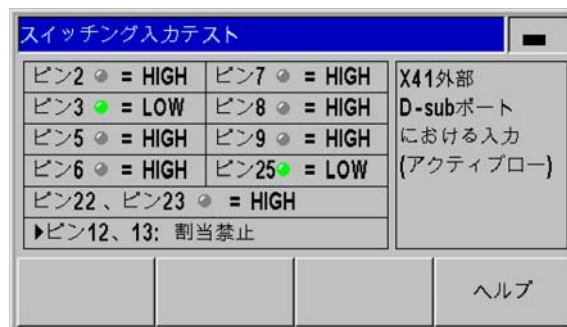 スイッチング入力テスト
ピン2 = HIGH ピン7 = HIGH
ピン3 = LOW ピン8 = HIGH
ピン5 = HIGH ピン9 = HIGH
ピン6 = HIGH ピン25 = LOW
ピン22 、ピン23 = HIGH
▶ピン12、13: 割当禁止
X41外部
D-subポート
における入力
(アクティブロー)
ヘルプ